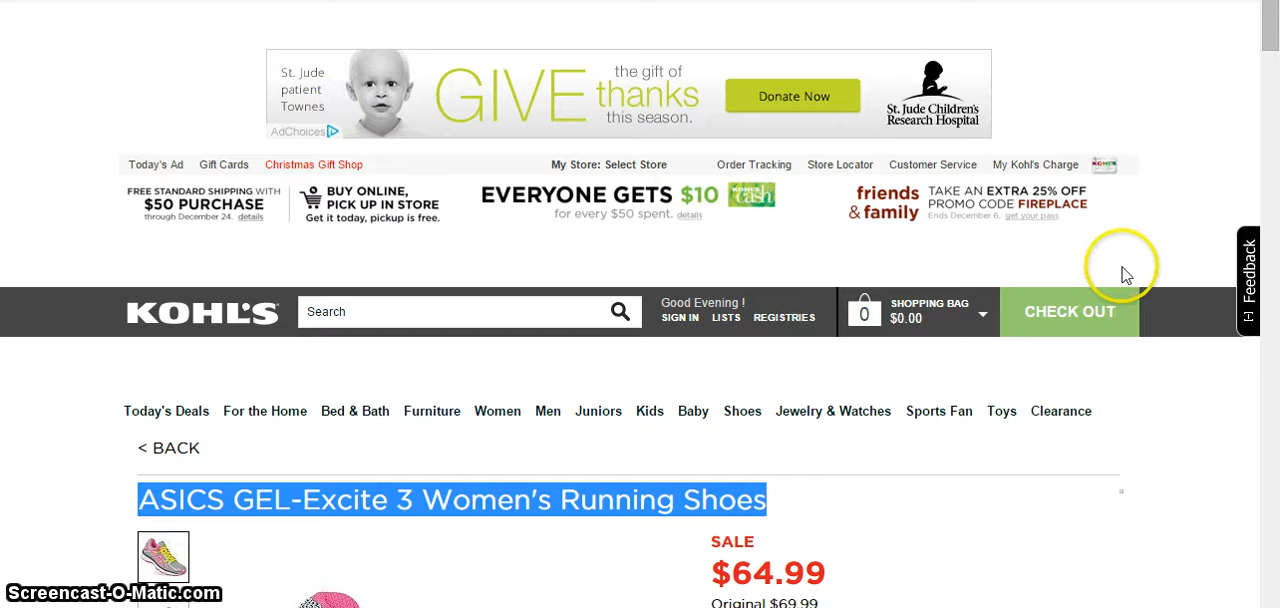 St. Jude
patient
Townes
GIVE
the gift of
thanks
this season.
Donate Now
St. Jude Children's
Research Hospital
AdChoices
Today's Ad
Gift Cards
Christmas Gift Shop
My Store: Select Store
Order Tracking
Store Locator
Customer Service
My Kohl's Charge
KOHL'S
FREE STANDARD SHIPPING WITH
$50 PURCHASE
through December 24. details
BUY ONLINE,
PICK UP IN STORE
Get it today, pickup is free.
EVERYONE GETS $10 KOHL'S cash
for every $50 spent. details
friends
& family
TAKE AN EXTRA 25% OFF
PROMO CODE FIREPLACE
Ends December 6. get your pass
[-] Feedback
KOHL'S
Search
Good Evening !
SIGN IN LISTS REGISTRIES
0
SHOPPING BAG
$0.00
CHECK OUT
Today's Deals For the Home Bed & Bath Furniture Women Men Juniors Kids Baby Shoes Jewelry & Watches Sports Fan Toys Clearance
< BACK
ASICS GEL-Excite 3 Women's Running Shoes
SALE
$64.99
Original $69.99
Screencast-O-Matic.com